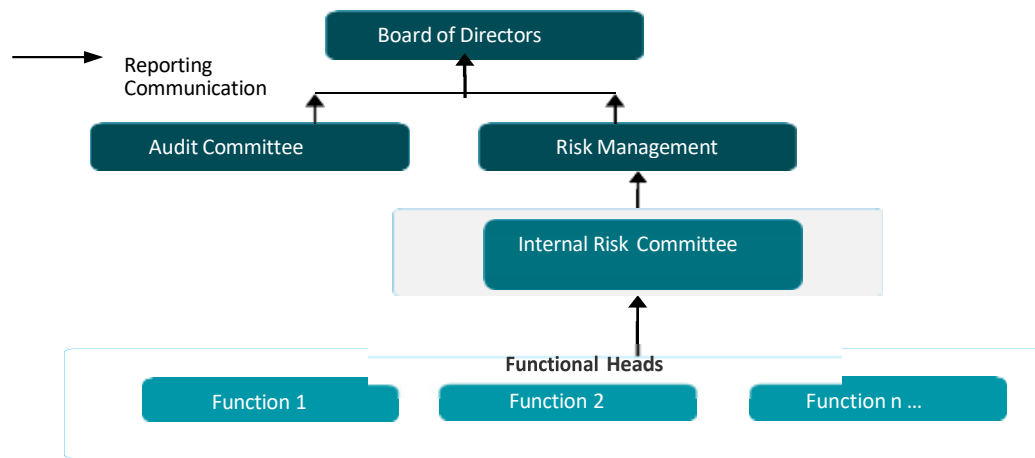 Board of Directors
Reporting
Communication
Audit Committee
Risk Management
Internal Risk Committee
Functional Heads
Function 1
Function 2
Function n ...